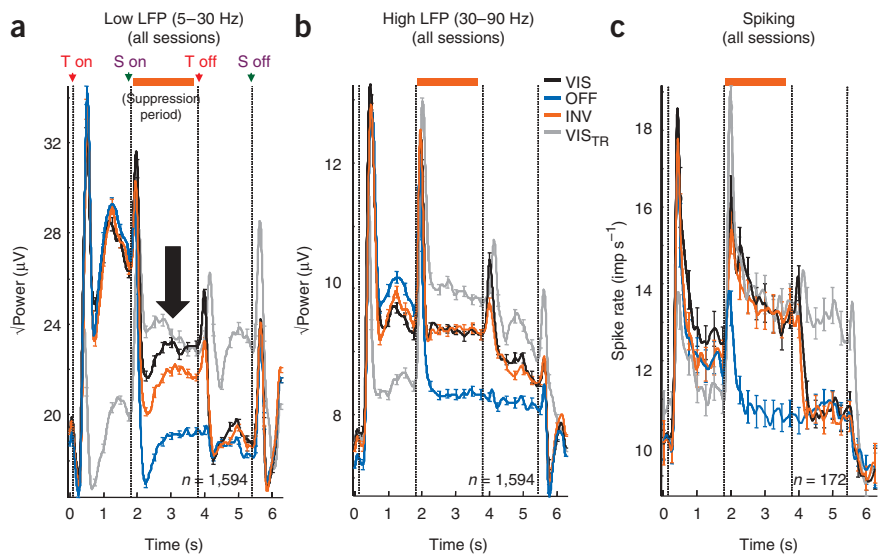 a
Low LFP (5–30 Hz)
(all sessions)
T on
S on
T off
S off
(Suppression
period)
32
28
24
20
√Power (µV)
n = 1,594
0 1 2 3 4 5 6
Time (s)
b
High LFP (30–90 Hz)
(all sessions)
VIS
OFF
INV
VISTR
12
10
8
√Power (µV)
n = 1,594
0 1 2 3 4 5 6
Time (s)
c
Spiking
(all sessions)
18
16
14
12
10
Spike rate (imp s−1)
n = 172
0 1 2 3 4 5 6
Time (s)